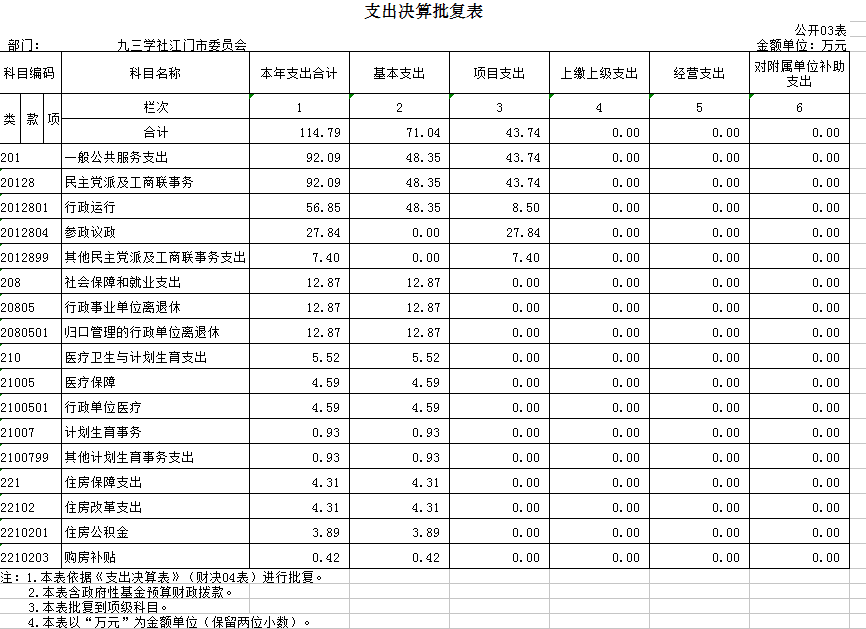 支出决算批复表
公开03表
部门： 九三学社江门市委员会 金额单位：万元
科目编码 科目名称 本年支出合计 基本支出 项目支出 上缴上级支出 经营支出 对附属单位补助
支出
类 款 项 栏次 1 2 3 4 5 6
合计 114.79 71.04 43.74 0.00 0.00 0.00
201 一般公共服务支出 92.09 48.35 43.74 0.00 0.00 0.00
20128 民主党派及工商联事务 92.09 48.35 43.74 0.00 0.00 0.00
2012801 行政运行 56.85 48.35 8.50 0.00 0.00 0.00
2012804 参政议政 27.84 0.00 27.84 0.00 0.00 0.00
2012899 其他民主党派及工商联事务支出 7.40 0.00 7.40 0.00 0.00 0.00
208 社会保障和就业支出 12.87 12.87 0.00 0.00 0.00 0.00
20805 行政事业单位离退休 12.87 12.87 0.00 0.00 0.00 0.00
2080501 归口管理的行政单位离退休 12.87 12.87 0.00 0.00 0.00 0.00
210 医疗卫生与计划生育支出 5.52 5.52 0.00 0.00 0.00 0.00
21005 医疗保障 4.59 4.59 0.00 0.00 0.00 0.00
2100501 行政单位医疗 4.59 4.59 0.00 0.00 0.00 0.00
21007 计划生育事务 0.93 0.93 0.00 0.00 0.00 0.00
2100799 其他计划生育事务支出 0.93 0.93 0.00 0.00 0.00 0.00
221 住房保障支出 4.31 4.31 0.00 0.00 0.00 0.00
22102 住房改革支出 4.31 4.31 0.00 0.00 0.00 0.00
2210201 住房公积金 3.89 3.89 0.00 0.00 0.00 0.00
2210203 购房补贴 0.42 0.42 0.00 0.00 0.00 0.00
注：1.本表依据《支出决算表》（财决04表）进行批复。
2.本表含政府性基金预算财政拨款。
3.本表批复到项级科目。
4.本表以“万元”为金额单位（保留两位小数）。